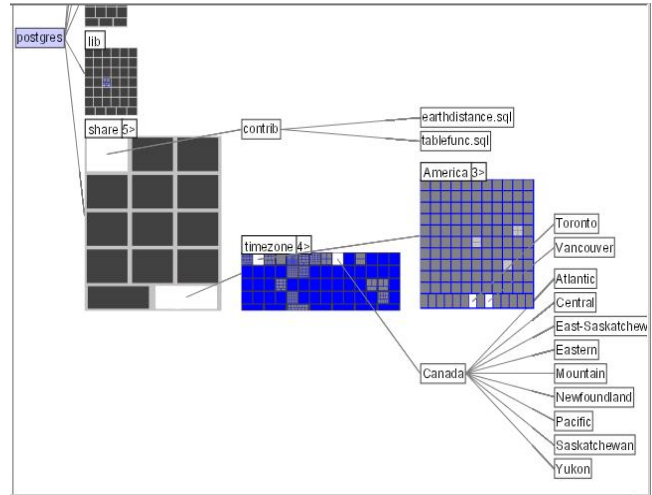 postgres
lib
share 5>
contrib
earthdistance.sql
tablefunc.sql
America 3>
timezone 4>
Toronto
Vancouver
Atlantic
Central
East-Saskatchew
Eastern
Canada
Mountain
Newfoundland
Pacific
Saskatchewan
Yukon